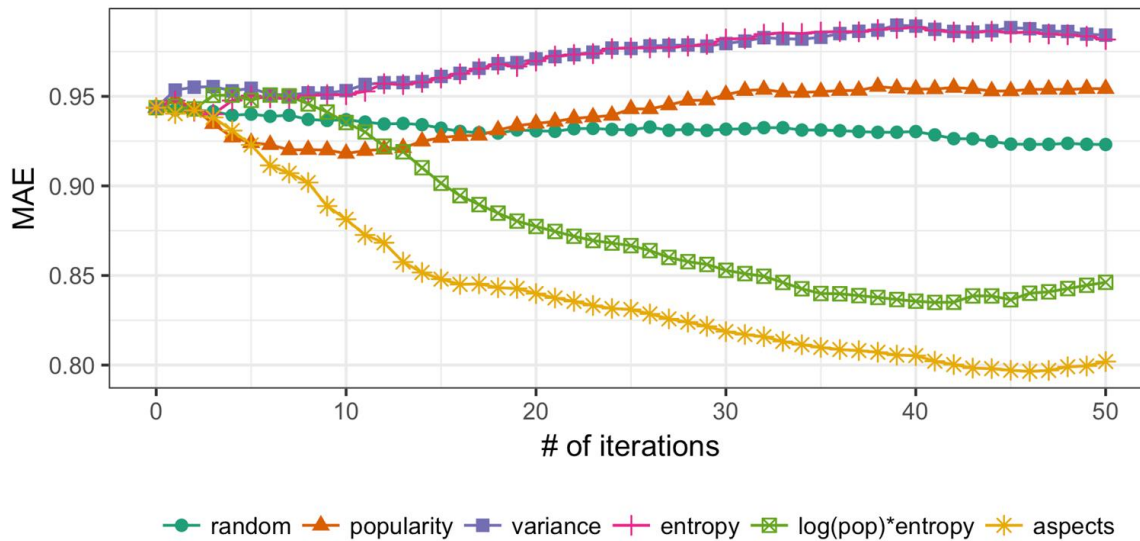 MAE
0.95
0.90
0.85
0.80
0 10 20 30 40 50
# of iterations
random popularity variance entropy log(pop)*entropy aspects